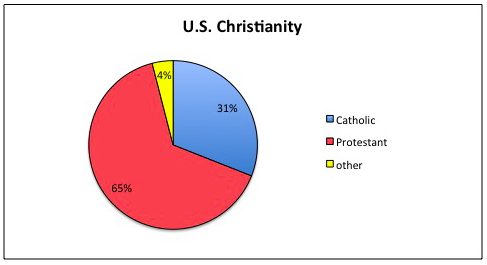 U.S. Christianity
4%
31%
65%
Catholic
Protestant
other